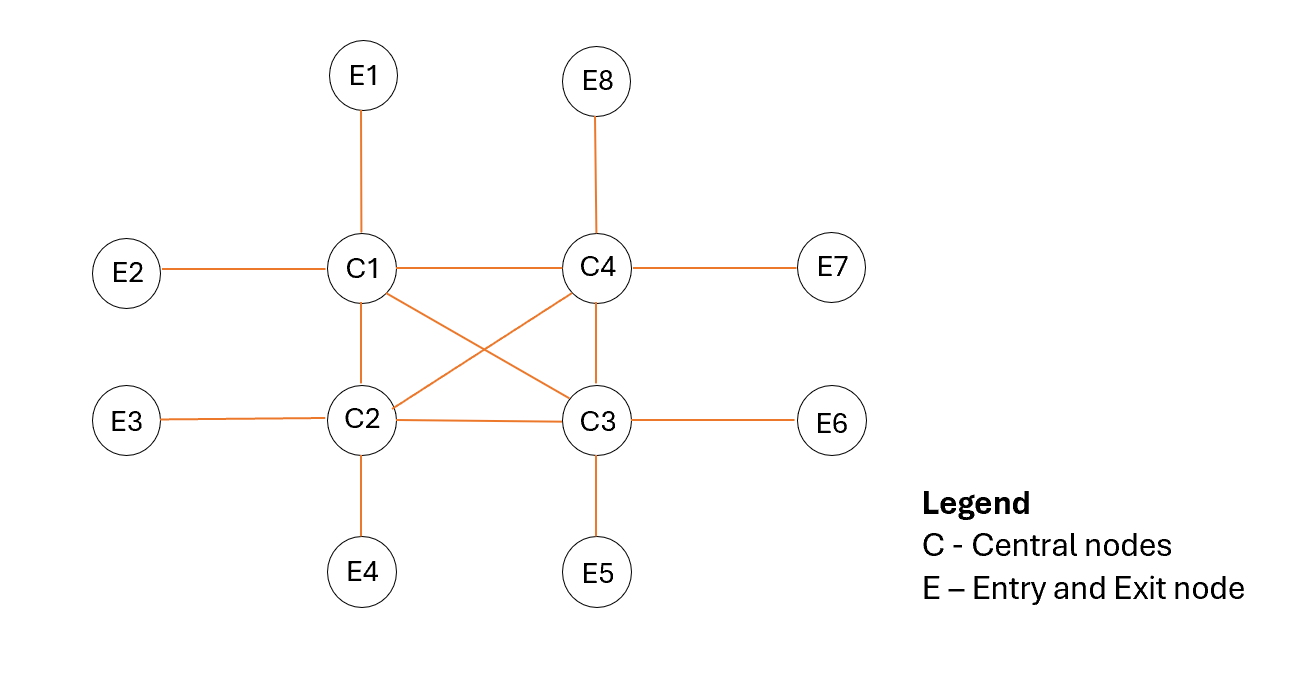 E1
E8
E2
C1
C4
E7
E3
C2
C3
E6
E4
E5
Legend
C - Central nodes
E – Entry and Exit node